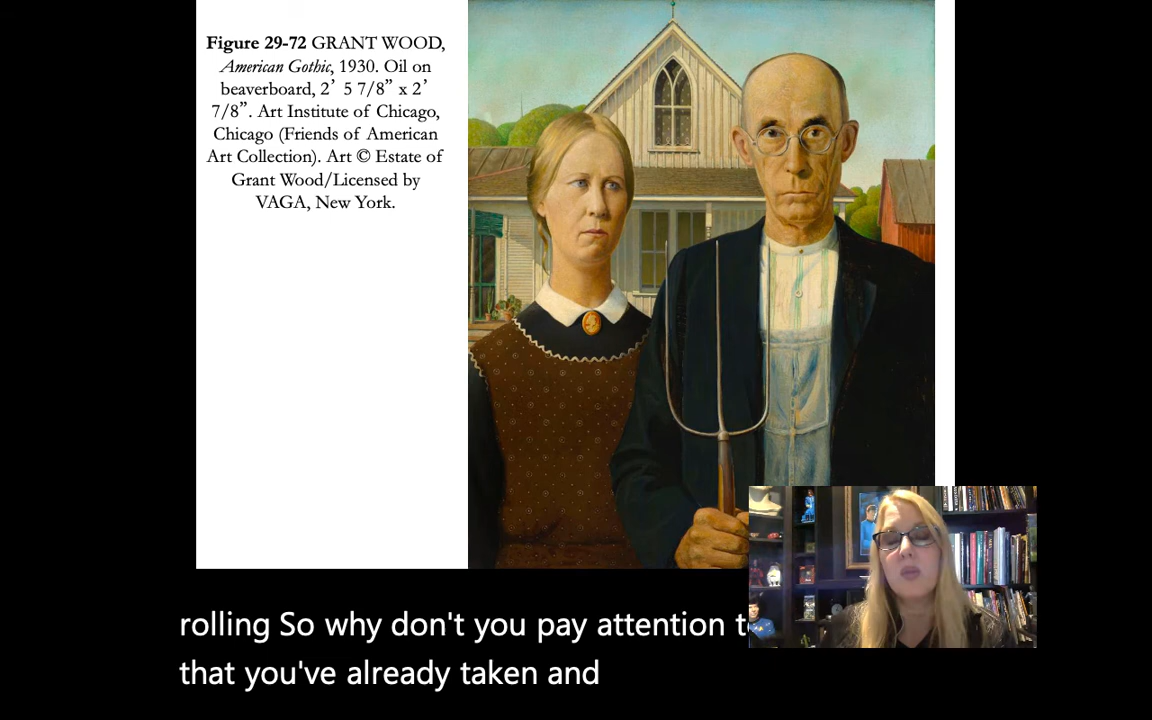 Figure 29-72 GRANT WOOD,
American Gothic, 1930. Oil on
beaverboard, 2’ 5 7/8” x 2’
7/8”. Art Institute of Chicago,
Chicago (Friends of American
Art Collection). Art © Estate of
Grant Wood/Licensed by
VAGA, New York.
rolling So why don't you pay attention
that you've already taken and